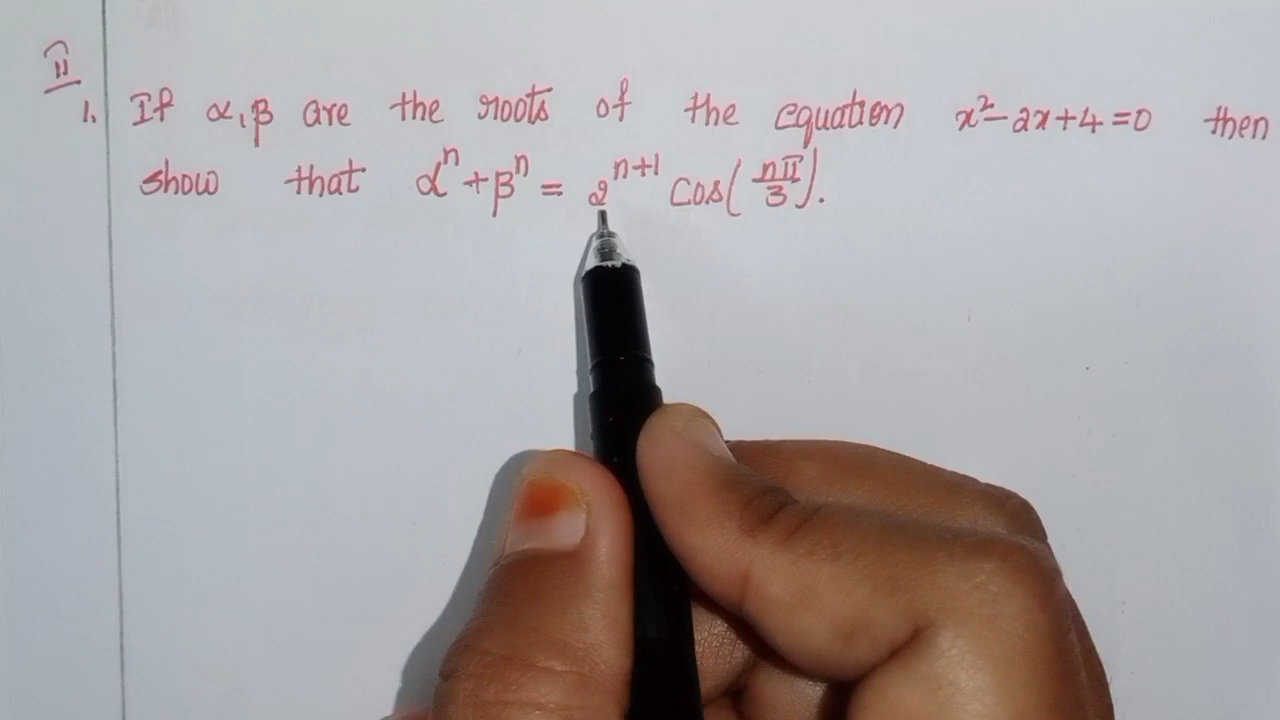 II
1. If α, β are the roots of the equation x² - 2x + 4 = 0 then
show that αⁿ + βⁿ = 2ⁿ⁺¹ cos(nπ/3).